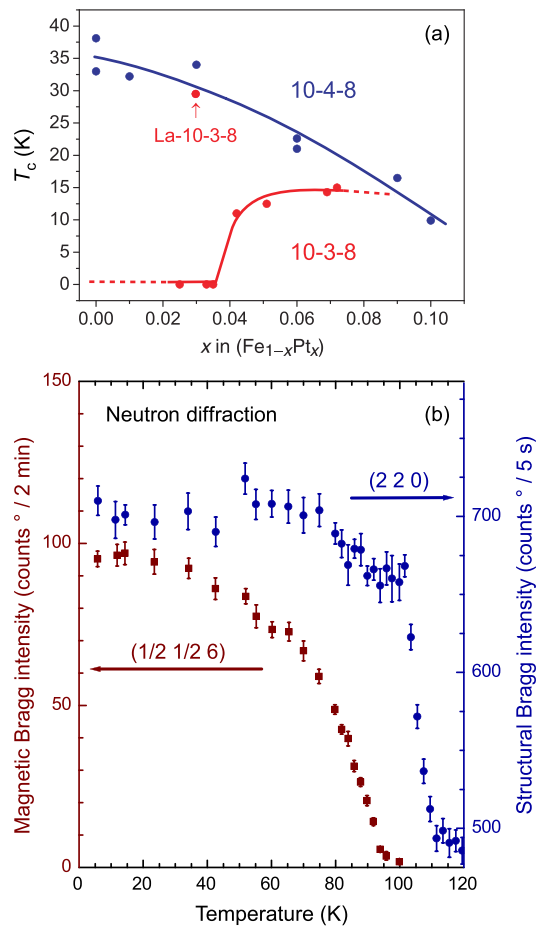 (a)
40
35
30
25
20
15
10
5
0
T_c (K)
10-4-8
↑
La-10-3-8
10-3-8
0.00 0.02 0.04 0.06 0.08 0.10
x in (Fe₁₋ₓPtₓ)
150
100
50
0
Magnetic Bragg intensity (counts ° / 2 min)
Neutron diffraction
(b)
(2 2 0)
(1/2 1/2 6)
700
600
500
Structural Bragg intensity (counts ° / 5 s)
0 20 40 60 80 100 120
Temperature (K)